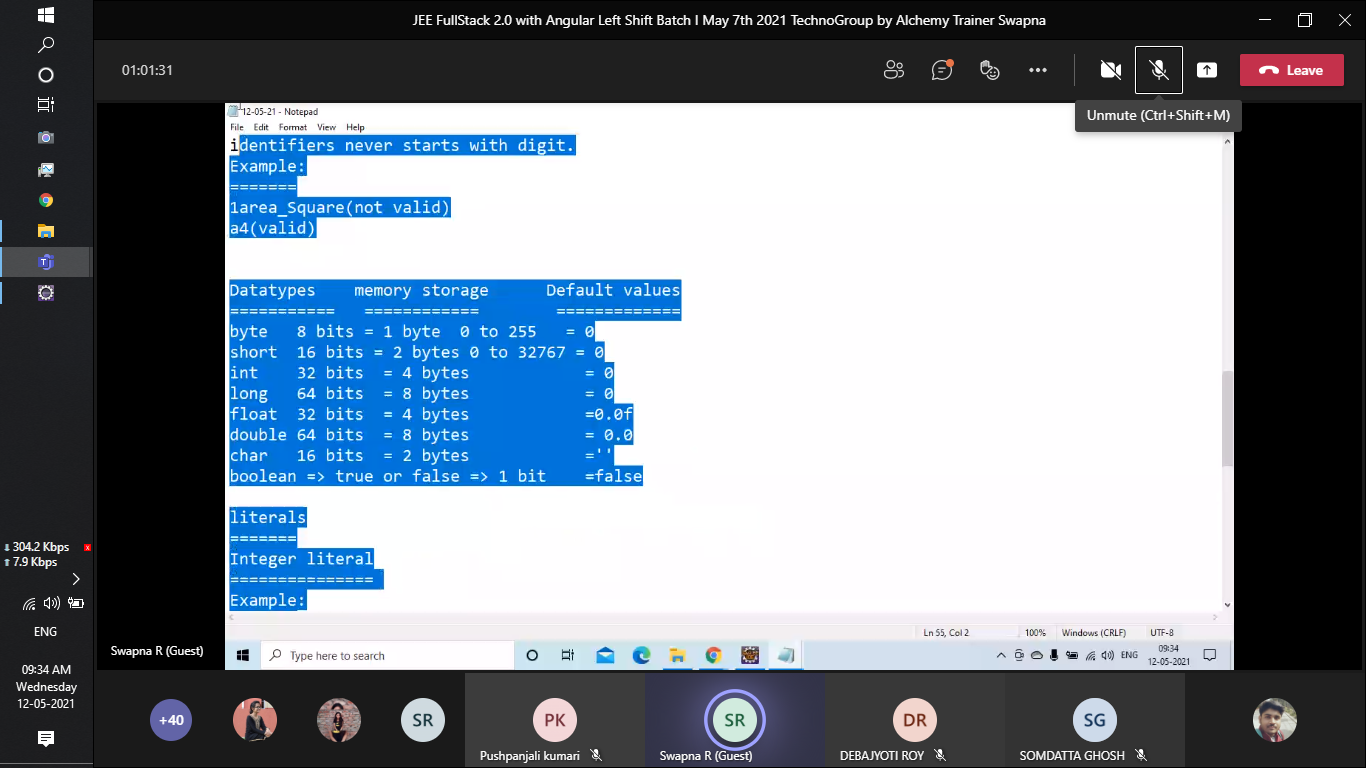 JEE FullStack 2.0 with Angular Left Shift Batch I May 7th 2021 TechnoGroup by Alchemy Trainer Swapna
01:01:31
Leave
Unmute (Ctrl+Shift+M)
12-05-21 - Notepad
File Edit Format View Help
identifiers never starts with digit.
Example:
=======
1area_Square(not valid)
a4(valid)
Datatypes memory storage Default values
=========== ============ =============
byte 8 bits = 1 byte 0 to 255 = 0
short 16 bits = 2 bytes 0 to 32767 = 0
int 32 bits = 4 bytes = 0
long 64 bits = 8 bytes = 0
float 32 bits = 4 bytes =0.0f
double 64 bits = 8 bytes = 0.0
char 16 bits = 2 bytes =''
boolean => true or false => 1 bit =false
literals
=======
Integer literal
===============
Example:
Ln 55, Col 2 100% Windows (CRLF) UTF-8
Type here to search
ENG
09:34
12-05-2021
Swapna R (Guest)
304.2 Kbps
7.9 Kbps
ENG
09:34 AM
Wednesday
12-05-2021
+40
SR
PK
SR
DR
SG
Pushpanjali kumari
Swapna R (Guest)
DEBAJYOTI ROY
SOMDATTA GHOSH